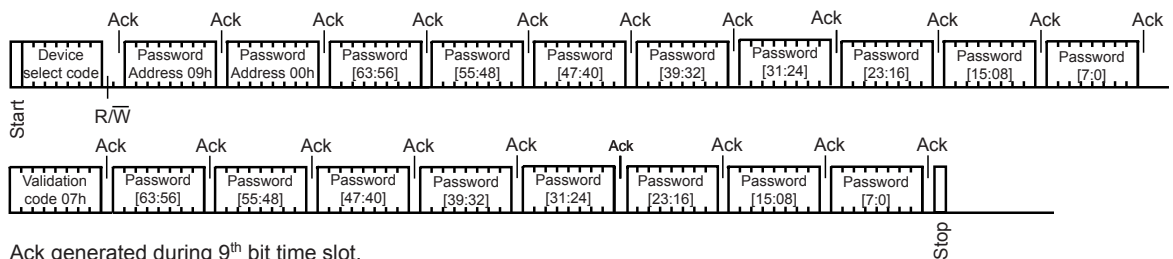 Ack Ack Ack Ack Ack Ack Ack Ack Ack Ack Ack
Device select code
Password Address 09h
Password Address 00h
Password [63:56]
Password [55:48]
Password [47:40]
Password [39:32]
Password [31:24]
Password [23:16]
Password [15:08]
Password [7:0]
Start
R/W̅
Ack Ack Ack Ack Ack Ack Ack Ack Ack
Validation code 07h
Password [63:56]
Password [55:48]
Password [47:40]
Password [39:32]
Password [31:24]
Password [23:16]
Password [15:08]
Password [7:0]
Stop
Ack generated during 9th bit time slot.